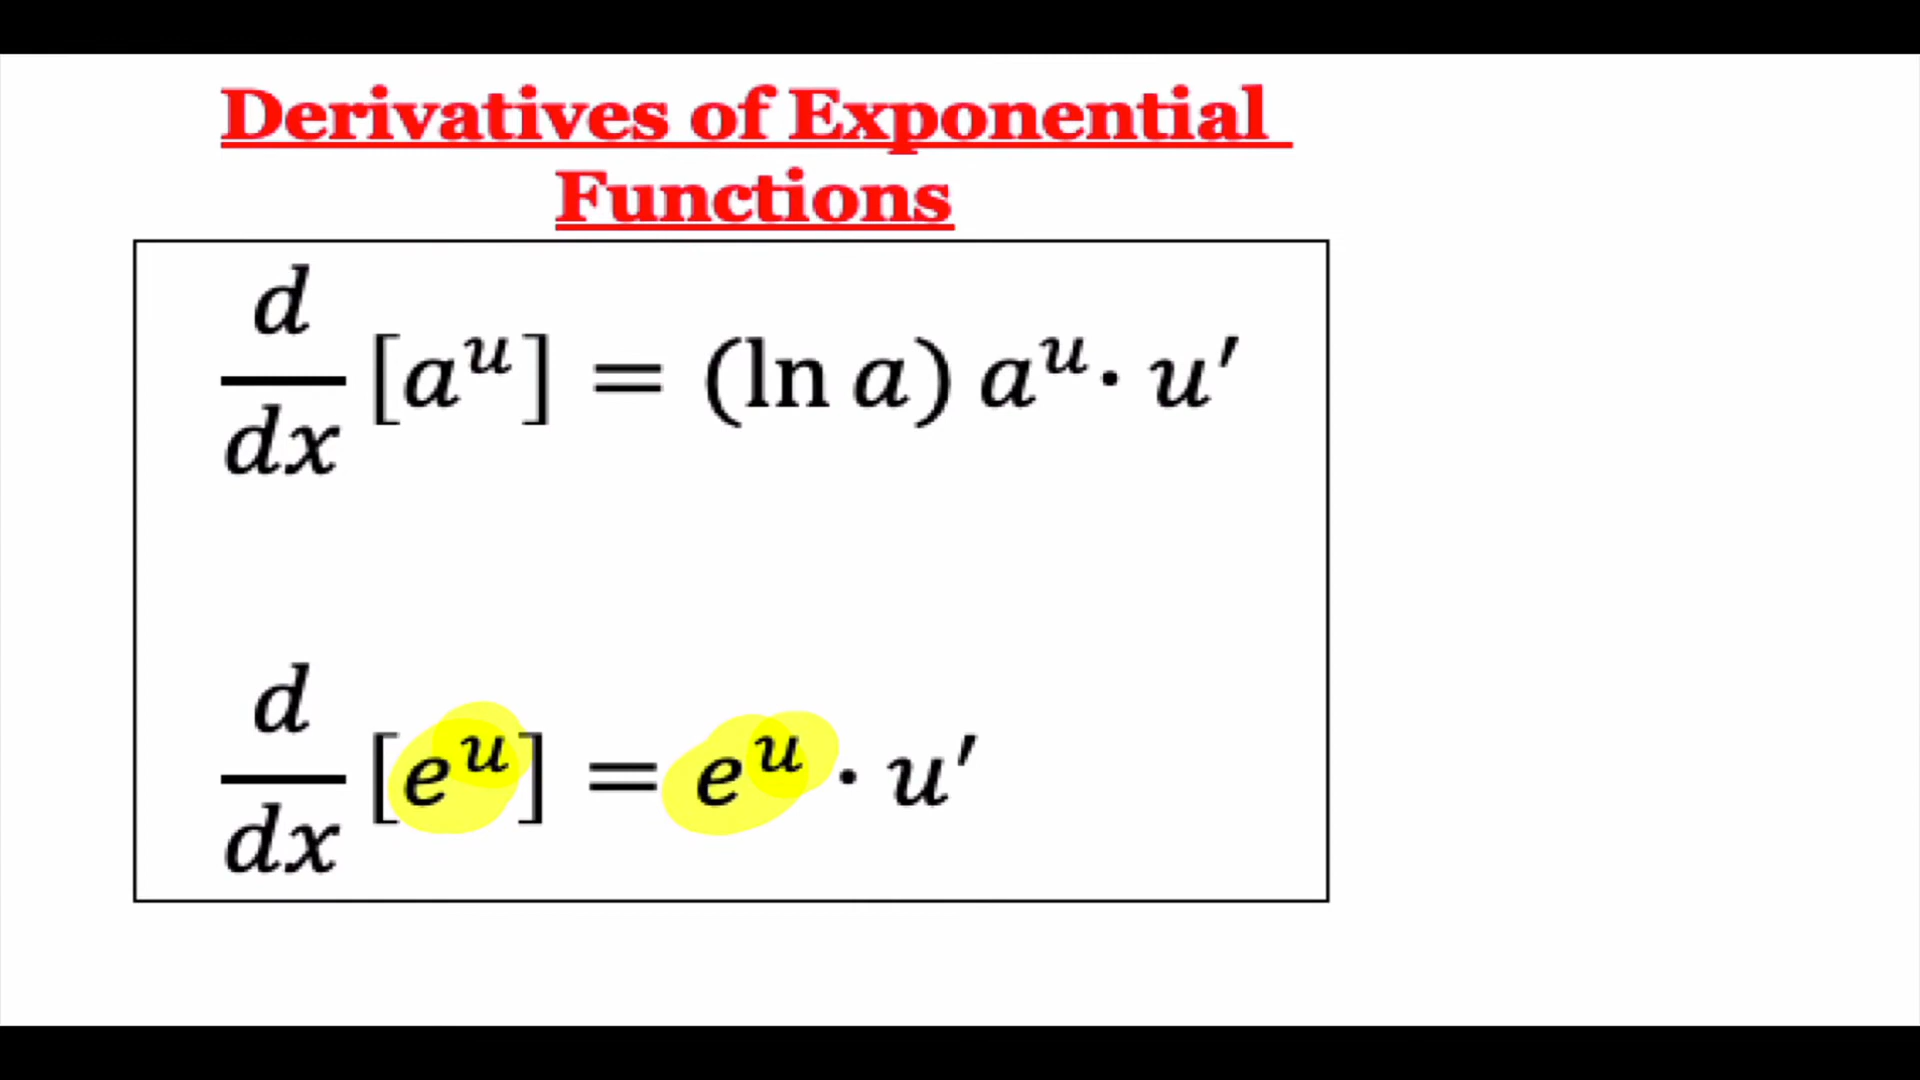 Derivatives of Exponential
Functions
d/dx [a^u] = (ln a) a^u · u′
d/dx [e^u] = e^u · u′